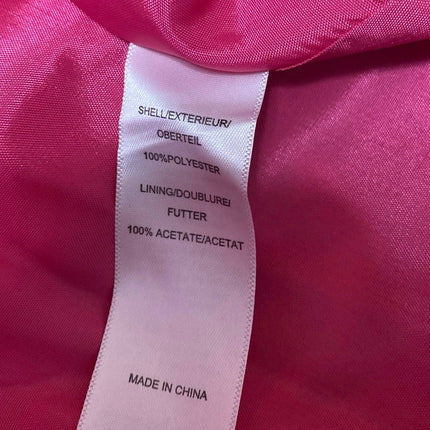 SHELL/EXTERIEUR/
OBERTEIL
100%POLYESTER
LINING/DOUBLURE/
FUTTER
100% ACETATE/ACETAT
MADE IN CHINA